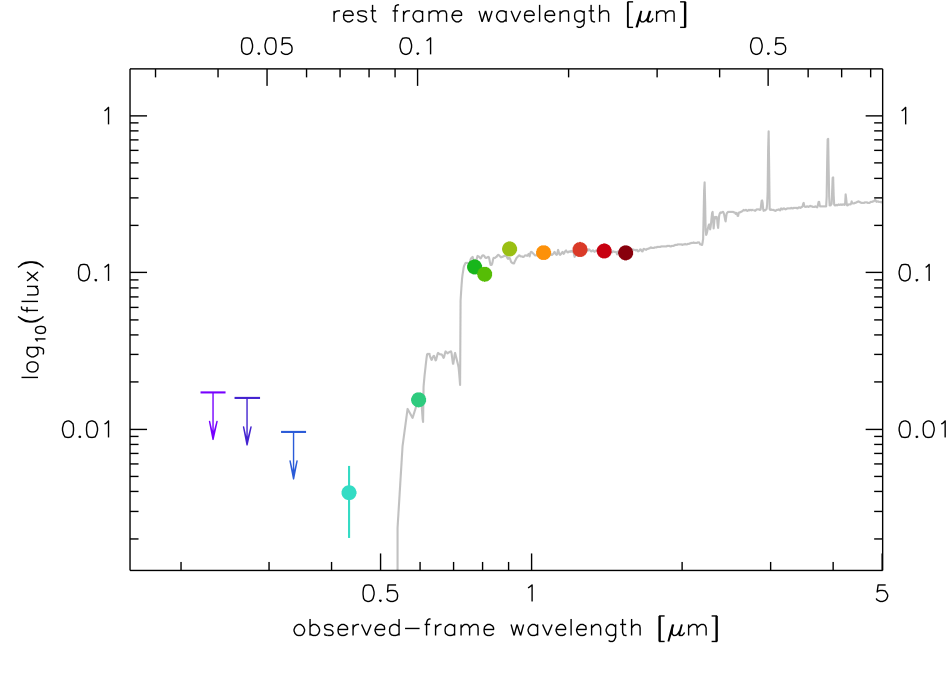 rest frame wavelength [μm]
0.05 0.1 0.5
1 1
0.1 0.1
0.01 0.01
log10(flux)
0.5 1 5
observed-frame wavelength [μm]